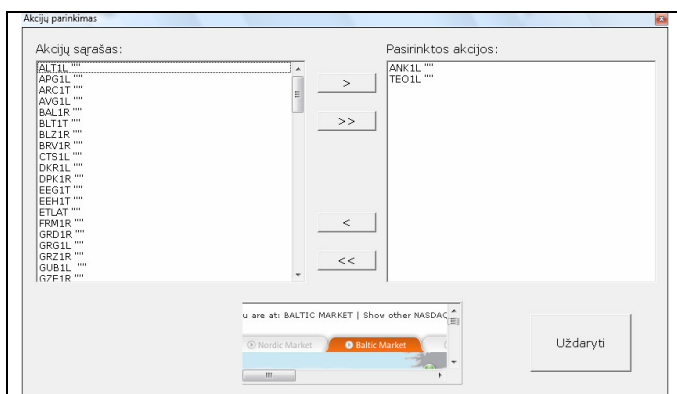 Akcijų parinkimas
Akcijų sąrašas:
ALT1L ""
APG1L ""
ARC1T ""
AVG1L ""
BAL1R ""
BLT1T ""
BLZ1R ""
BRV1R ""
CTS1L ""
DKR1L ""
DPK1R ""
EEG1T ""
EEH1T ""
ETLAT ""
FRM1R ""
GRD1R ""
GRG1L ""
GRZ1R ""
GUB1L ""
GZE1R ""
>
>>
<
<<
Pasirinktos akcijos:
ANK1L ""
TEO1L ""
u are at: BALTIC MARKET | Show other NASDAQ
Nordic Market
Baltic Market
Uždaryti